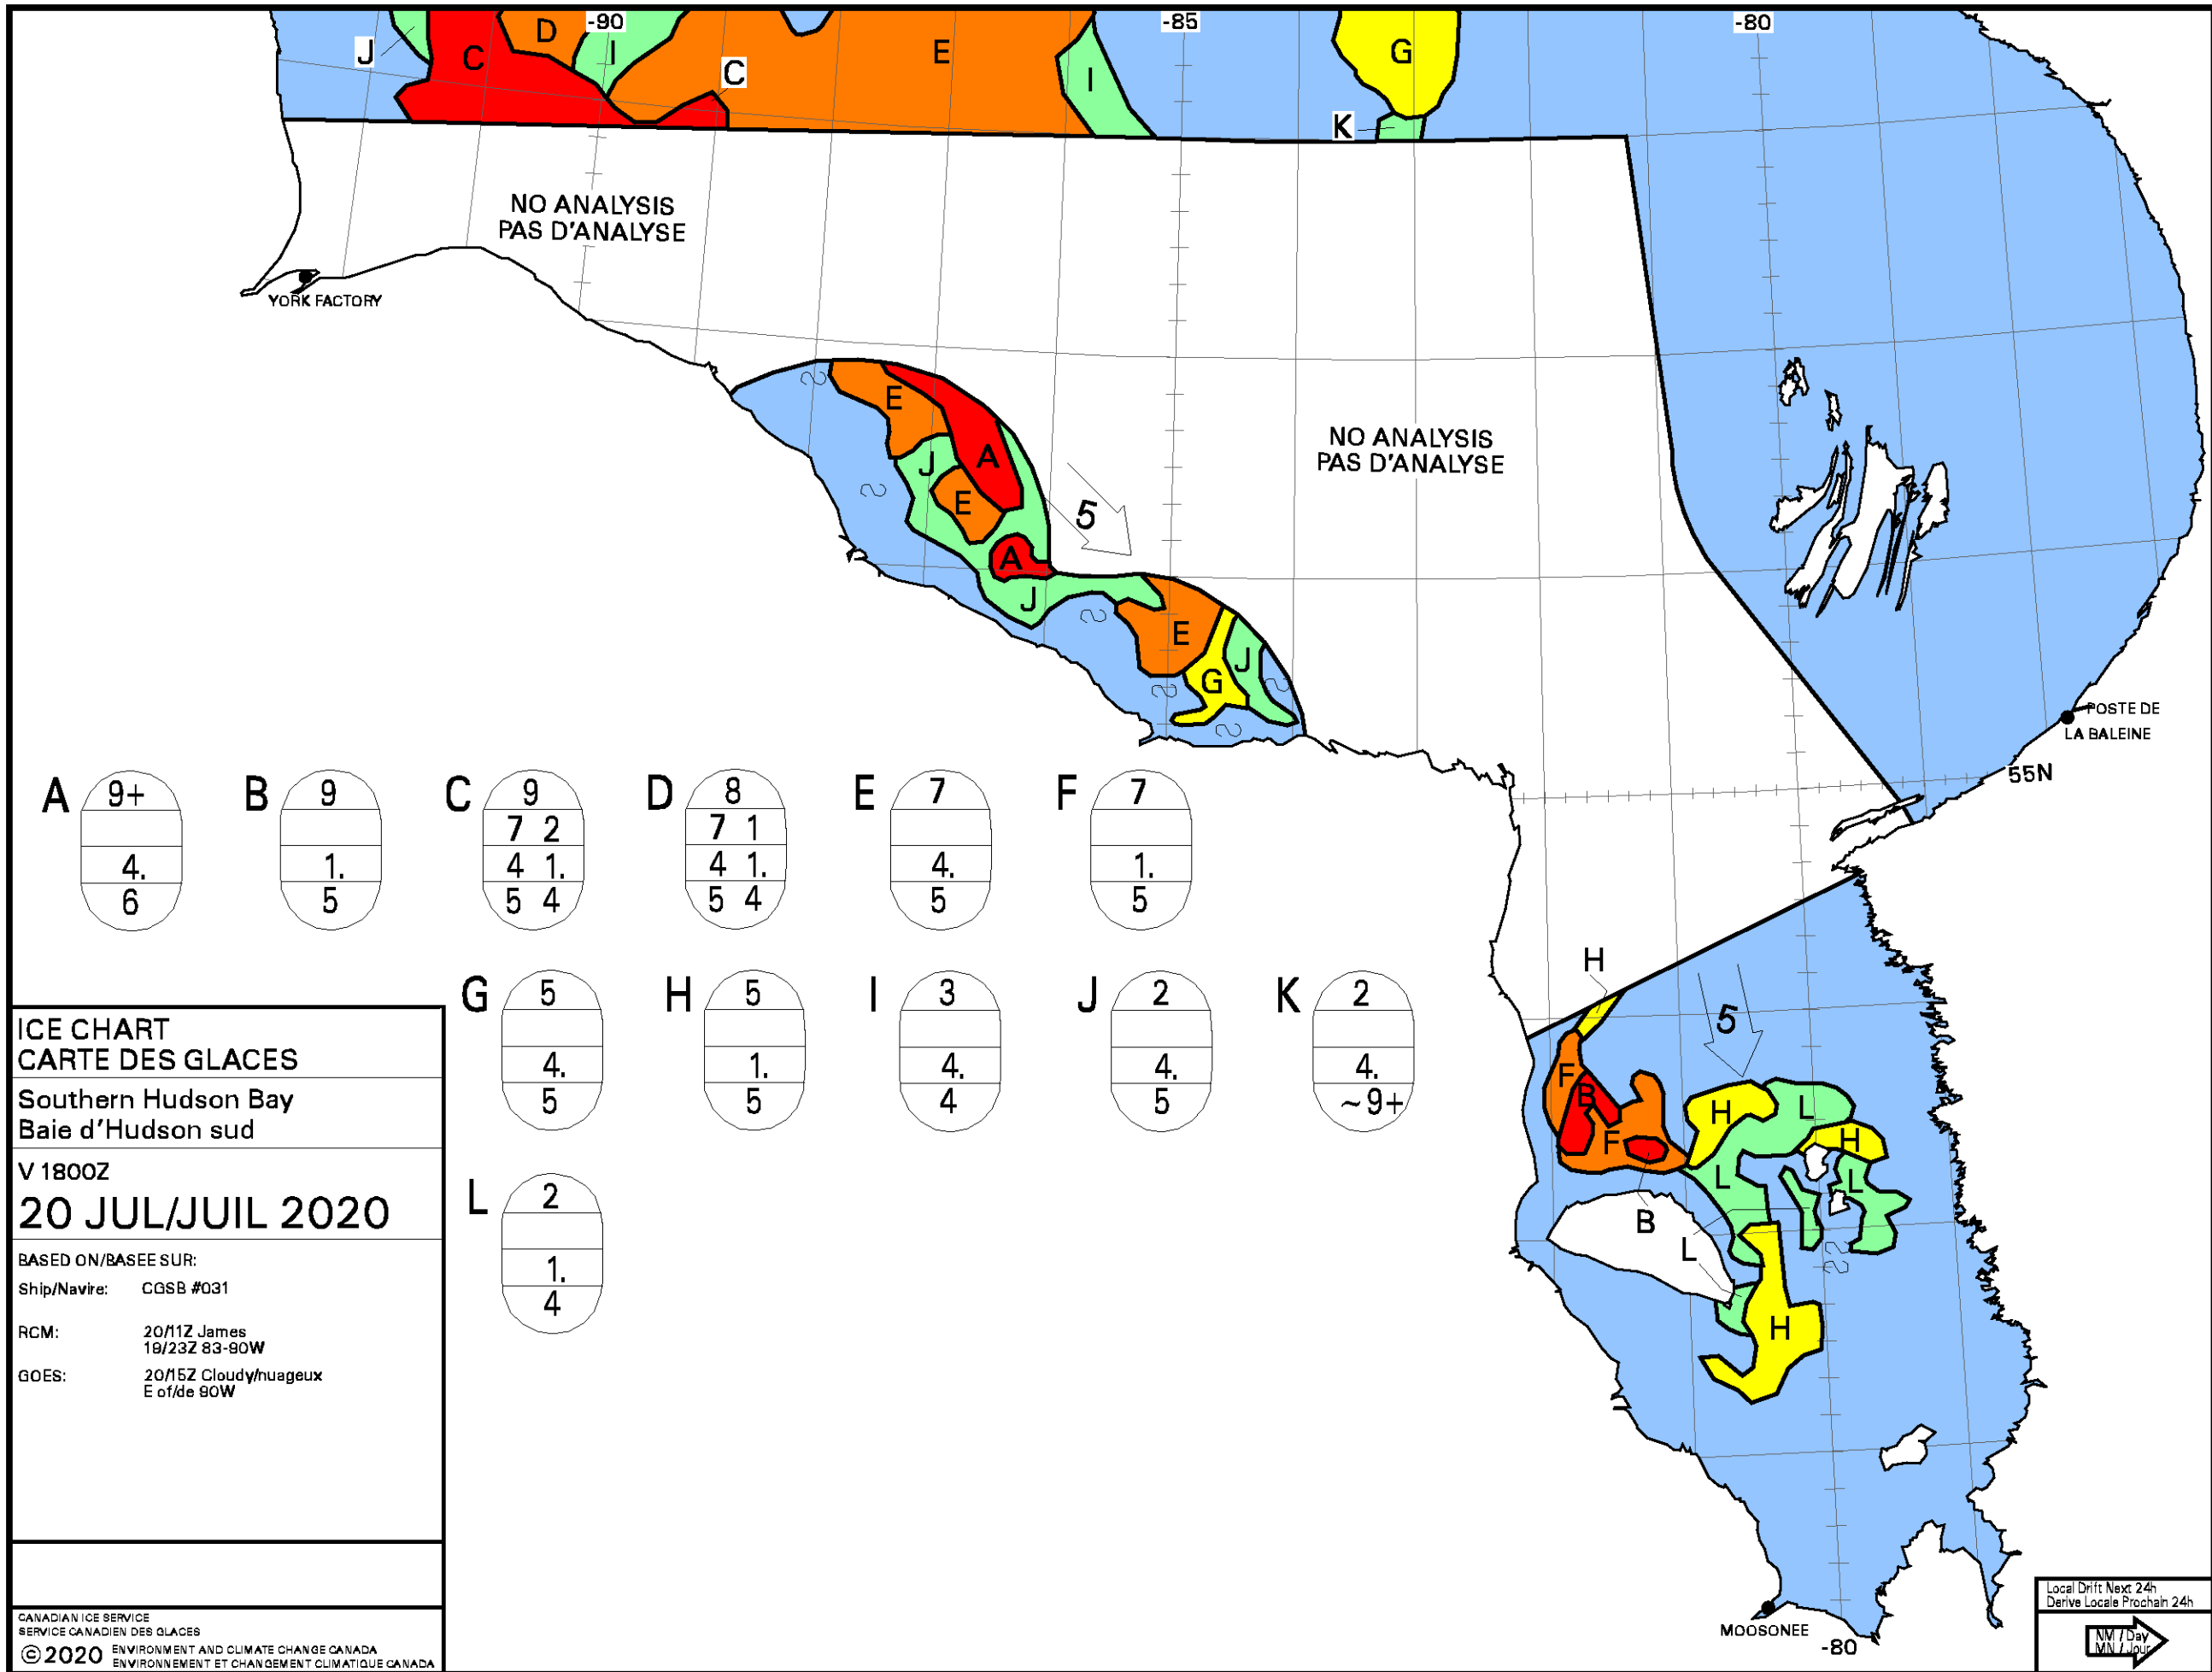 -90
-85
-80
J
C
D
I
C
E
I
G
K
NO ANALYSIS
PAS D'ANALYSE
YORK FACTORY
NO ANALYSIS
PAS D'ANALYSE
E
A
J
E
A
J
5
E
G
J
POSTE DE
LA BALEINE
55N
A
9+
4.
6
B
9
1.
5
C
9
7 2
4 1.
5 4
D
8
7 1
4 1.
5 4
E
7
4.
5
F
7
1.
5
G
5
4.
5
H
5
1.
5
I
3
4.
4
J
2
4.
5
K
2
4.
~9+
L
2
1.
4
H
5
F
B
F
H
L
H
L
L
B
L
H
MOOSONEE
-80
ICE CHART
CARTE DES GLACES
Southern Hudson Bay
Baie d'Hudson sud
V 1800Z
20 JUL/JUIL 2020
BASED ON/BASEE SUR:
Ship/Navire: CGSB #031
RCM: 20/11Z James
19/23Z 83-90W
GOES: 20/15Z Cloudy/nuageux
E of/de 90W
CANADIAN ICE SERVICE
SERVICE CANADIEN DES GLACES
©2020 ENVIRONMENT AND CLIMATE CHANGE CANADA
ENVIRONNEMENT ET CHANGEMENT CLIMATIQUE CANADA
Local Drift Next 24h
Derive Locale Prochain 24h
NM / Day
MN / Jour